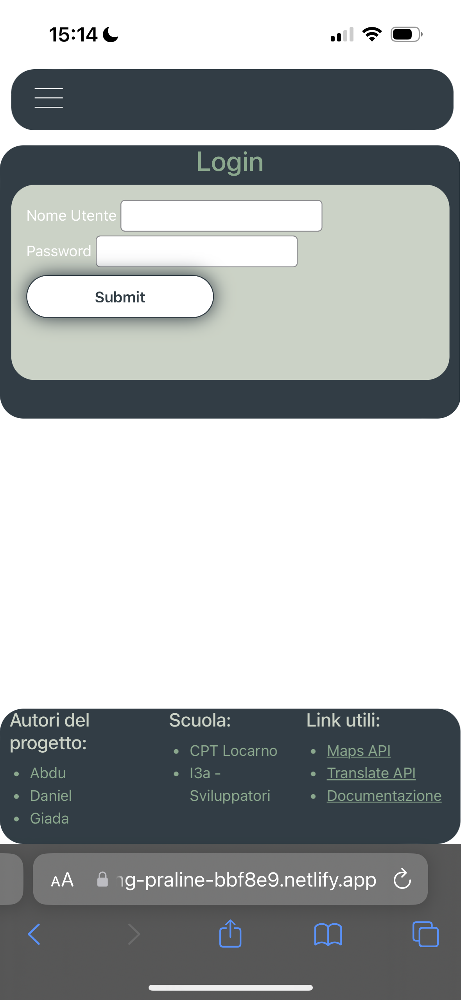 15:14
Login
Nome Utente
Password
Submit
Autori del
progetto:
Abdu
Daniel
Giada
Scuola:
CPT Locarno
I3a -
Sviluppatori
Link utili:
Maps API
Translate API
Documentazione
AA
ng-praline-bbf8e9.netlify.app